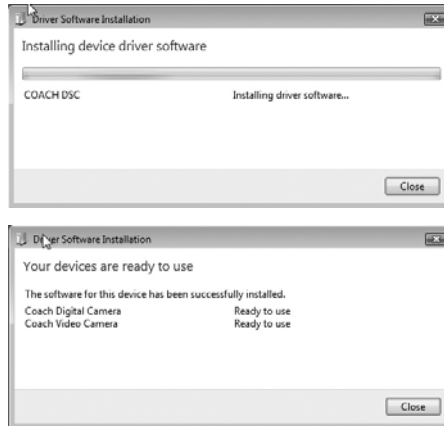 Driver Software Installation
Installing device driver software
COACH DSC Installing driver software...
Close
Driver Software Installation
Your devices are ready to use
The software for this device has been successfully installed.
Coach Digital Camera Ready to use
Coach Video Camera Ready to use
Close